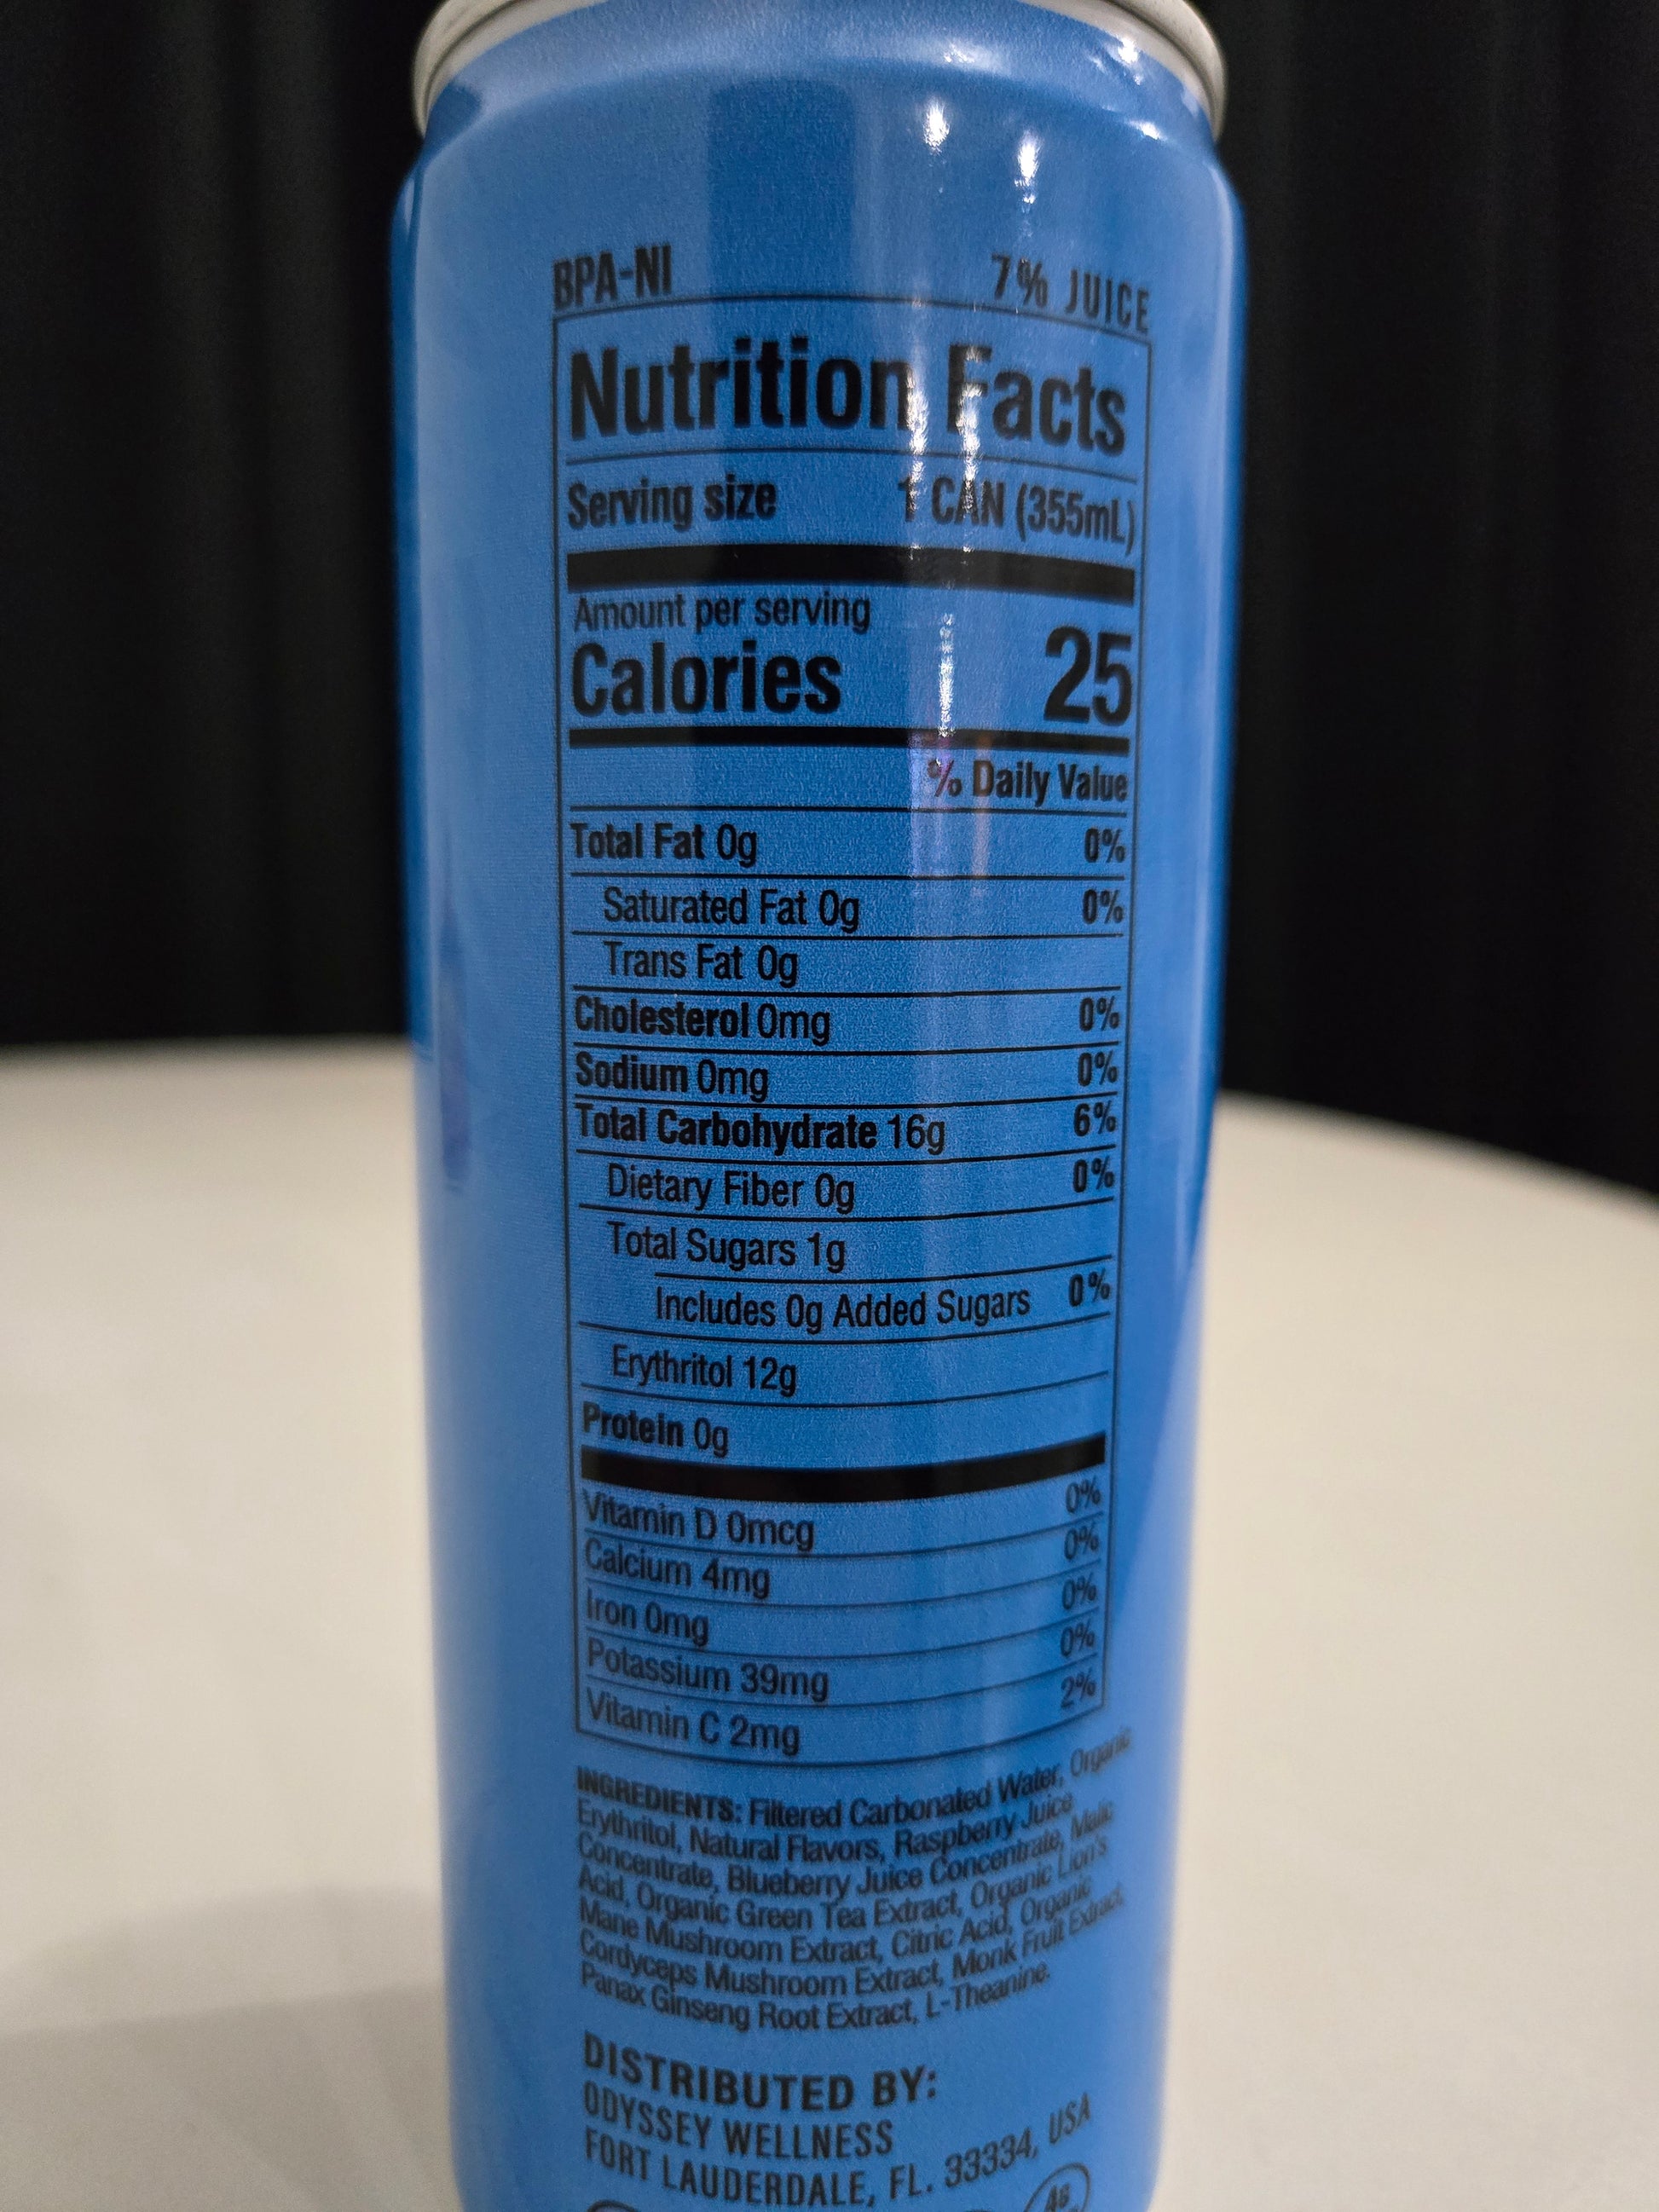 BPA-NI 7% JUICE
Nutrition Facts
Serving size 1 CAN (355mL)
Amount per serving
Calories 25
% Daily Value
Total Fat 0g 0%
Saturated Fat 0g 0%
Trans Fat 0g
Cholesterol 0mg 0%
Sodium 0mg 0%
Total Carbohydrate 16g 6%
Dietary Fiber 0g 0%
Total Sugars 1g
Includes 0g Added Sugars 0%
Erythritol 12g
Protein 0g
Vitamin D 0mcg 0%
Calcium 4mg 0%
Iron 0mg 0%
Potassium 39mg 0%
Vitamin C 2mg 2%
INGREDIENTS: Filtered Carbonated Water, Organic
Erythritol, Natural Flavors, Raspberry Juice
Concentrate, Blueberry Juice Concentrate, Malic
Acid, Organic Green Tea Extract, Organic Lion's
Mane Mushroom Extract, Citric Acid, Organic
Cordyceps Mushroom Extract, Monk Fruit Extract,
Panax Ginseng Root Extract, L-Theanine.
DISTRIBUTED BY:
ODYSSEY WELLNESS
FORT LAUDERDALE, FL. 33334, USA